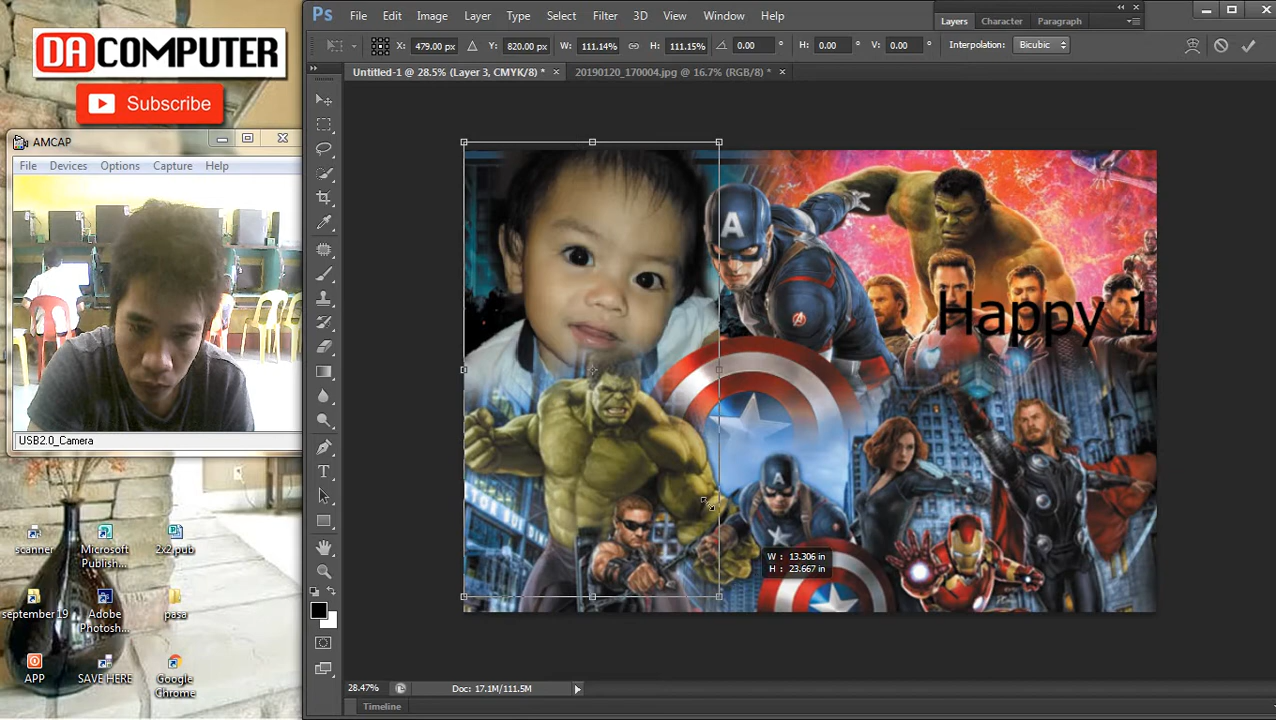 DA COMPUTER
Subscribe
AMCAP
File Devices Options Capture Help
USB2.0_Camera
scanner
Microsoft Publish...
2x2.pub
september19
Adobe Photosh...
pasa
APP
SAVE HERE
Google Chrome
Ps File Edit Image Layer Type Select Filter 3D View Window Help
Layers Character Paragraph
X: 479.00 px Y: 820.00 px W: 111.14% H: 111.15% 0.00 ° H: 0.00 ° V: 0.00 ° Interpolation: Bicubic
Untitled-1 @ 28.5% (Layer 3, CMYK/8) * × 20190120_170004.jpg @ 16.7% (RGB/8) * ×
A
Happy 1
W : 13.306 in
H : 23.667 in
28.47% Doc: 17.1M/111.5M
Timeline